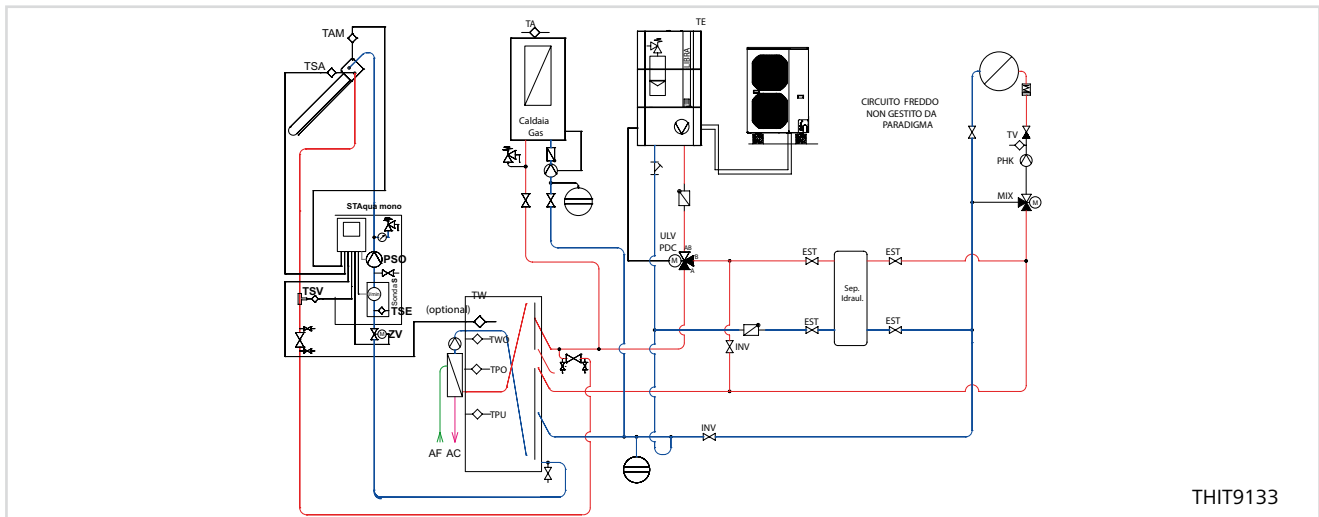 TAM
TSA
TA
Caldaia
Gas
TE
LIBRA
CIRCUITO FREDDO
NON GESTITO DA
PARADIGMA
TV
PHK
MIX
M
STAqua mono
PSO
TSV
TSE
ZV
M
ULV
PDC
M
AB
B
A
EST
EST
Sep.
Idraul.
EST
EST
INV
INV
TW
(optional)
TWO
TPO
TPU
AF
AC
THIT9133